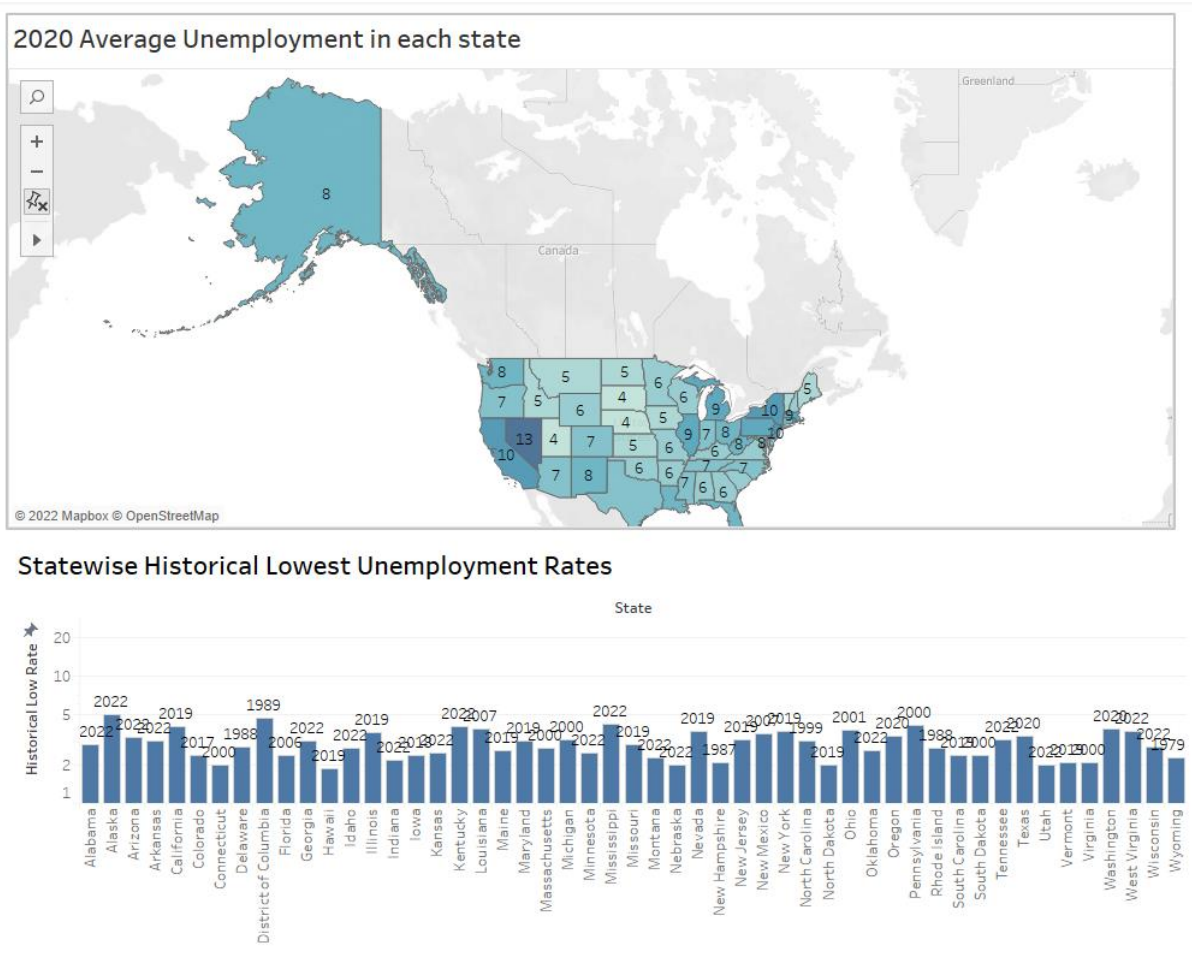 2020 Average Unemployment in each state
Greenland
8
Canada
8 5 5 6 5
7 5 6 4 6 9 10 9
13 4 7 4 5 9 7 8 10
10 5 6 6 8 8
7 8 6 6 7 7
7 6 6
© 2022 Mapbox © OpenStreetMap
Statewise Historical Lowest Unemployment Rates
State
Historical Low Rate
20
10
5
2
1
2022 2022 2022 2022 2019 2017 2000 1988 1989 2006 2022 2019 2022 2019 2022 2018 2022 2022 2007 2019 2019 2000 2000 2022 2022 2019 2022 2022 2019 1987 2019 2007 2019 1999 2019 2001 2022 2020 2000 1988 2019 2000 2022 2020 2022 2019 2000 2020 2022 2022 1979
Alabama
Alaska
Arizona
Arkansas
California
Colorado
Connecticut
Delaware
District of Columbia
Florida
Georgia
Hawaii
Idaho
Illinois
Indiana
Iowa
Kansas
Kentucky
Louisiana
Maine
Maryland
Massachusetts
Michigan
Minnesota
Mississippi
Missouri
Montana
Nebraska
Nevada
New Hampshire
New Jersey
New Mexico
New York
North Carolina
North Dakota
Ohio
Oklahoma
Oregon
Pennsylvania
Rhode Island
South Carolina
South Dakota
Tennessee
Texas
Utah
Vermont
Virginia
Washington
West Virginia
Wisconsin
Wyoming